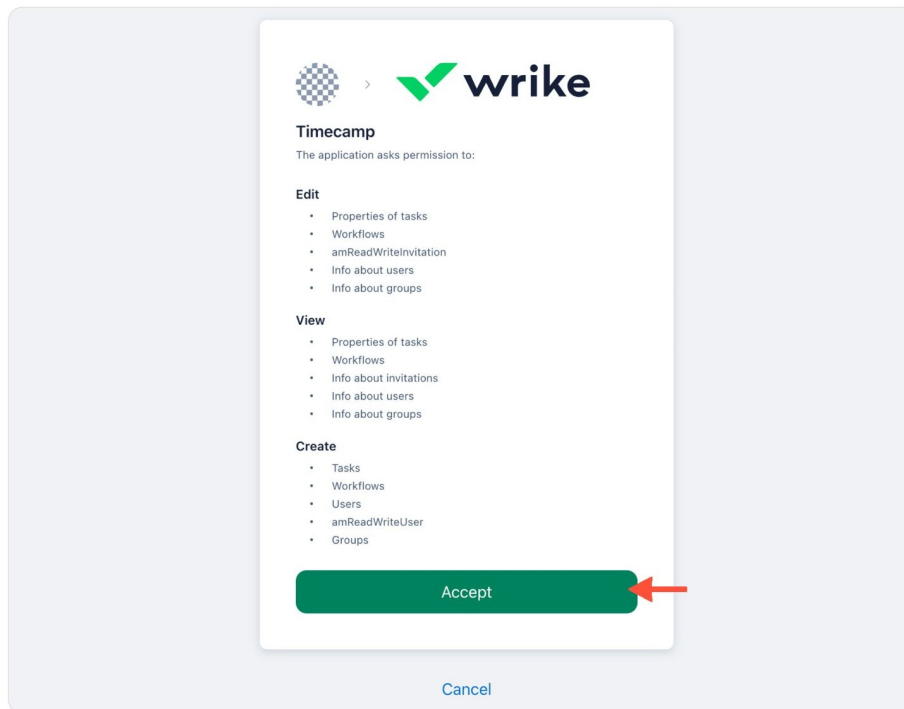 wrike
Timecamp
The application asks permission to:
Edit
• Properties of tasks
• Workflows
• amReadWriteInvitation
• Info about users
• Info about groups
View
• Properties of tasks
• Workflows
• Info about invitations
• Info about users
• Info about groups
Create
• Tasks
• Workflows
• Users
• amReadWriteUser
• Groups
Accept
Cancel